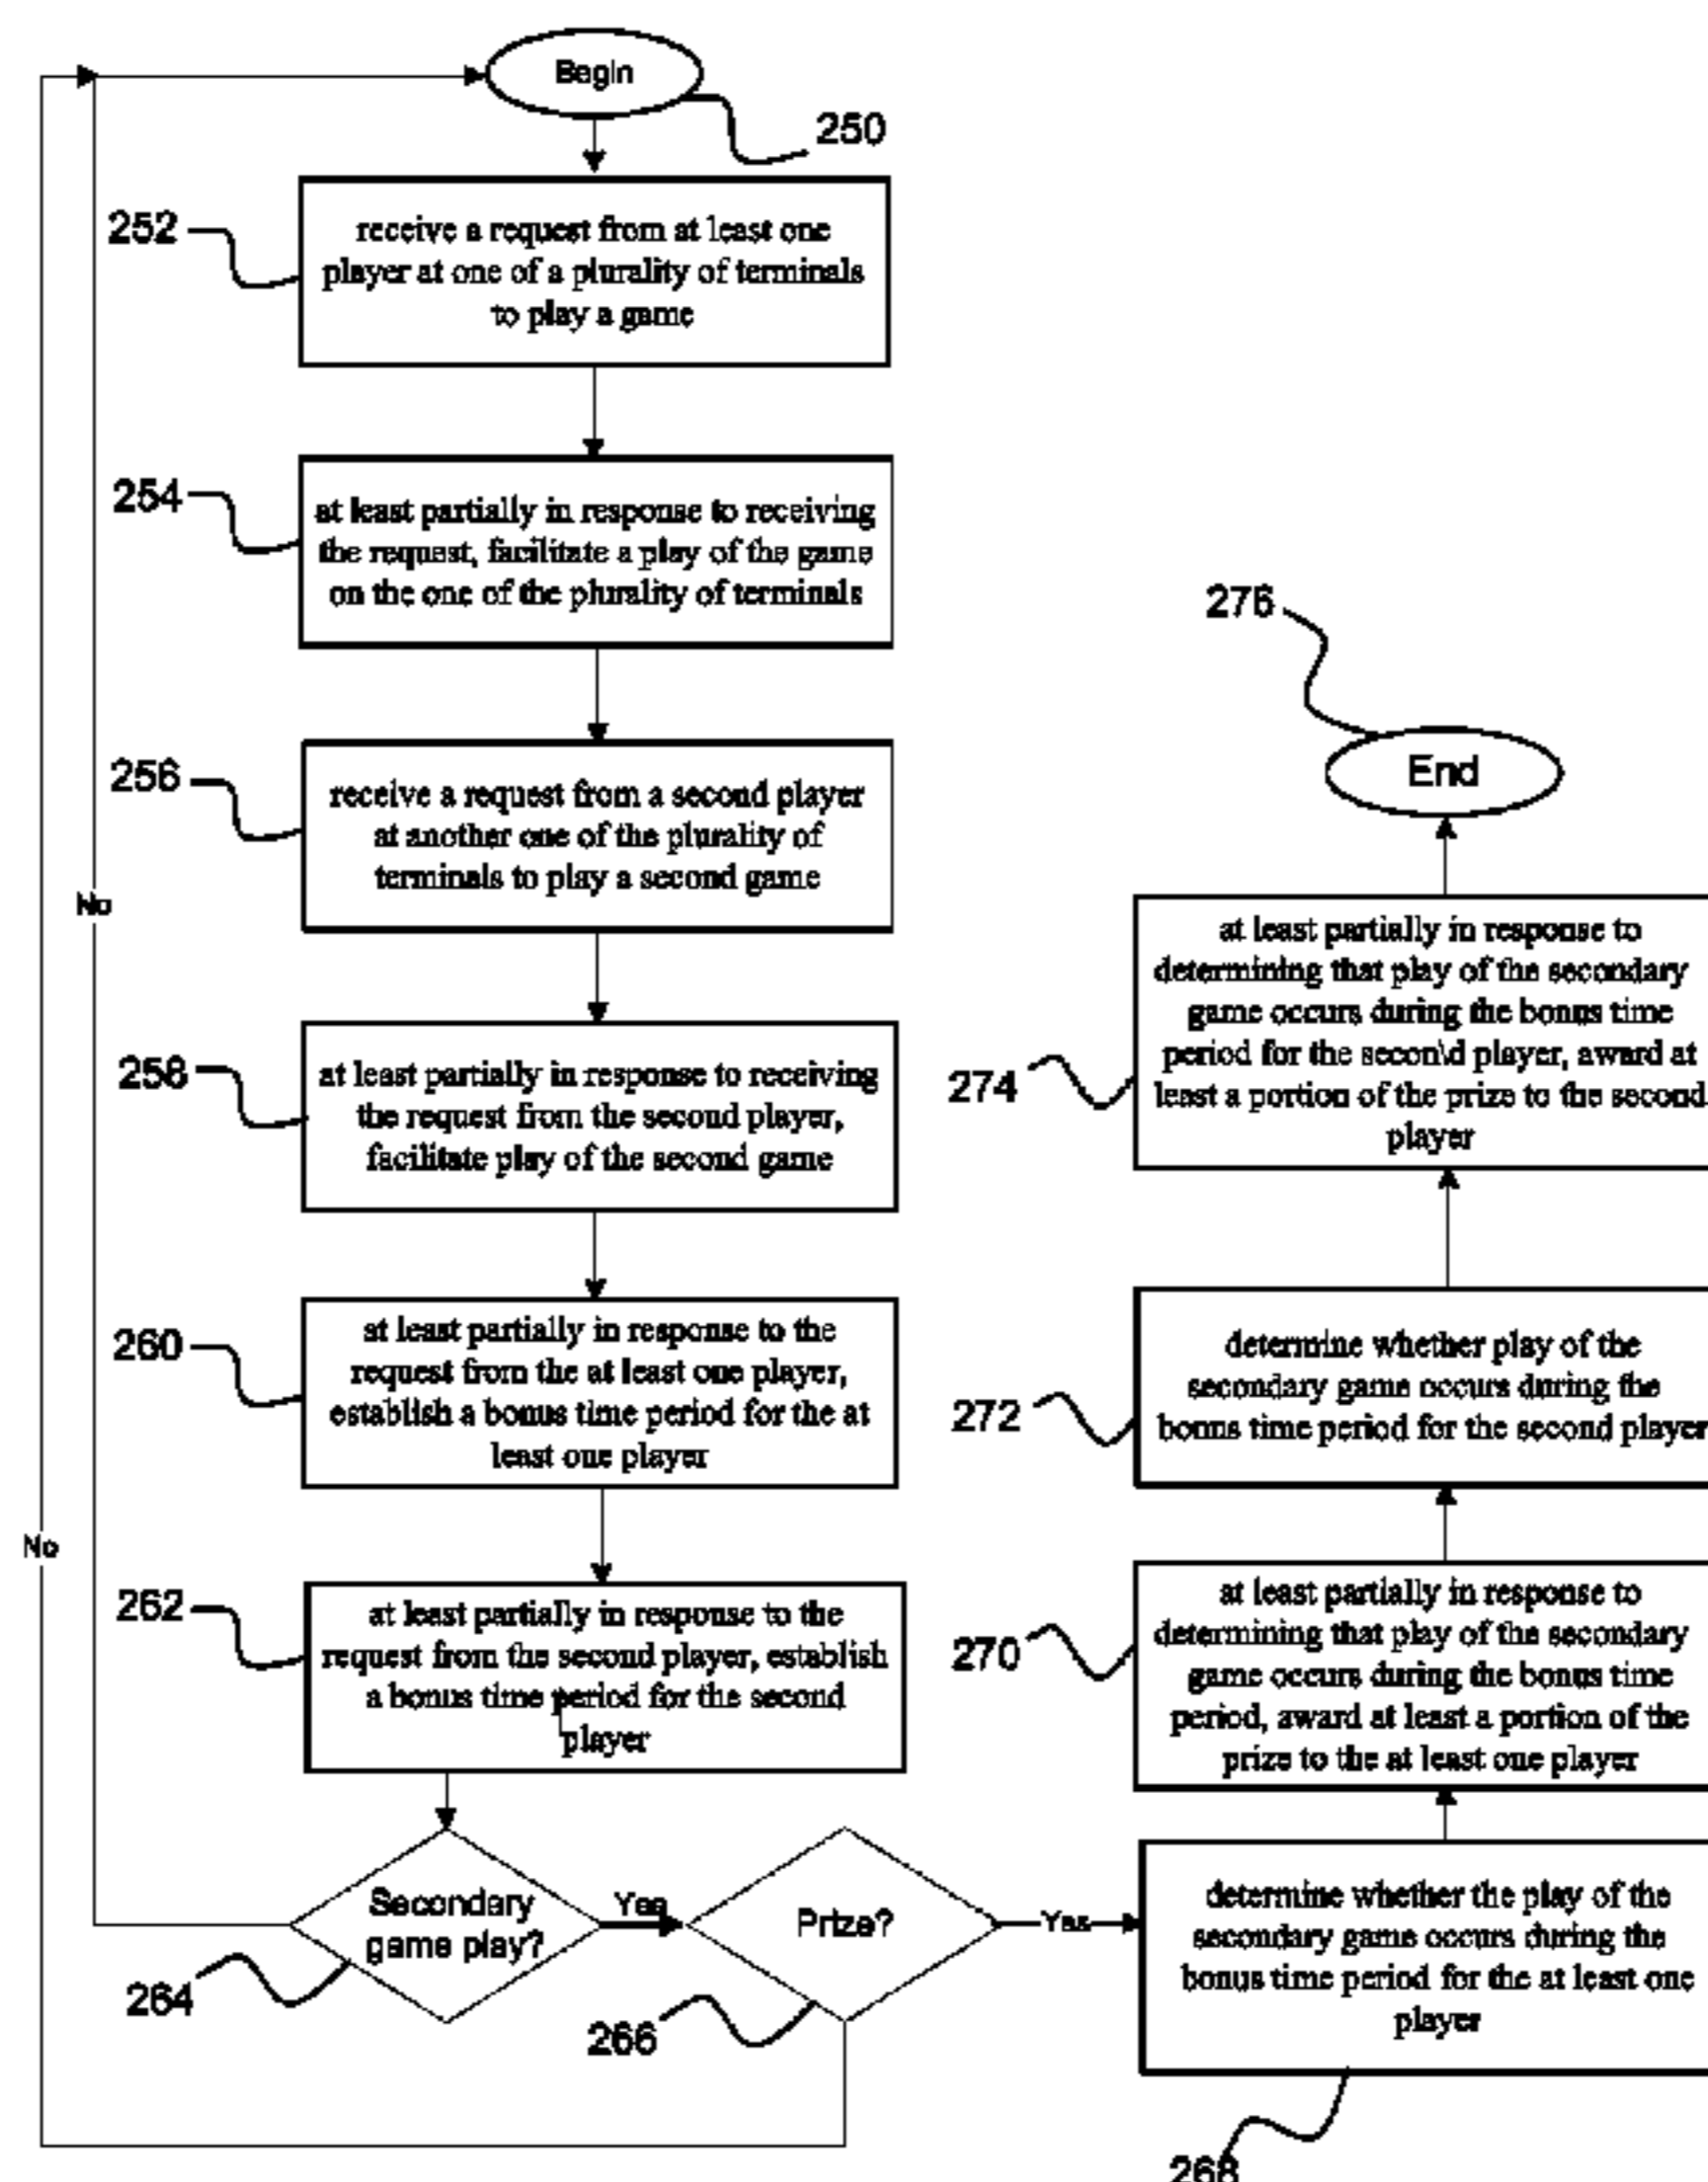 Begin
250
252
receive a request from at least one
player at one of a plurality of terminals
to play a game
254
at least partially in response to receiving
the request, facilitate a play of the game
on the one of the plurality of terminals
256
receive a request from a second player
at another one of the plurality of
terminals to play a second game
258
at least partially in response to receiving
the request from the second player,
facilitate play of the second game
260
at least partially in response to the
request from the at least one player,
establish a bonus time period for the at
least one player
262
at least partially in response to the
request from the second player, establish
a bonus time period for the second
player
No
No
Secondary
game play?
264
Yes
Prize?
266
Yes
determine whether the play of the
secondary game occurs during the
bonus time period for the at least one
player
268
270
at least partially in response to
determining that play of the secondary
game occurs during the bonus time
period, award at least a portion of the
prize to the at least one player
272
determine whether play of the
secondary game occurs during the
bonus time period for the second player
274
at least partially in response to
determining that play of the secondary
game occurs during the bonus time
period for the secon\d player, award at
least a portion of the prize to the second
player
End
276